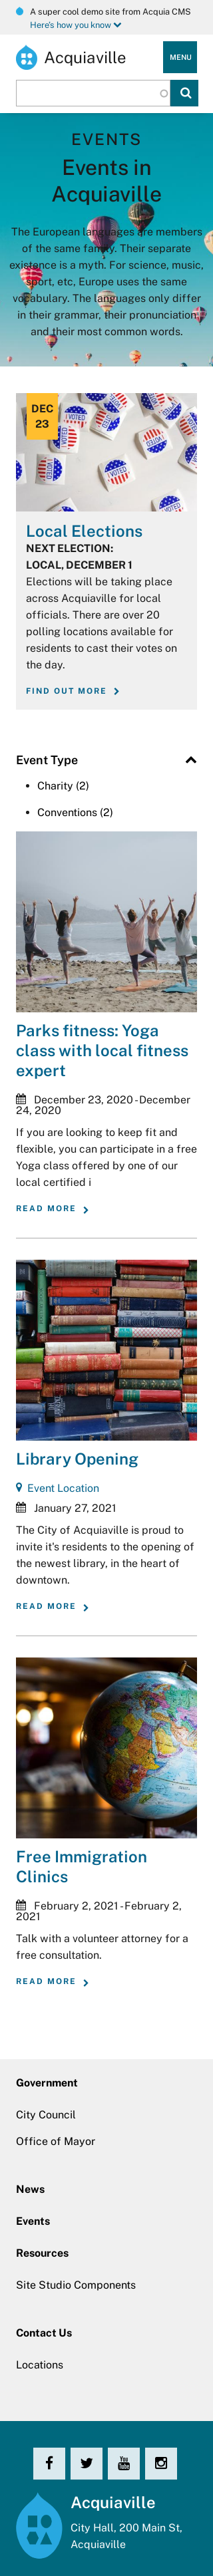 A super cool demo site from Acquia CMS
Here's how you know
Acquiaville
MENU
EVENTS
Events in
Acquiaville
The European languages are members
of the same family. Their separate
existence is a myth. For science, music,
sport, etc, Europe uses the same
vocabulary. The languages only differ
in their grammar, their pronunciation
and their most common words.
DEC
23
Local Elections
NEXT ELECTION:
LOCAL, DECEMBER 1
Elections will be taking place
across Acquiaville for local
officials. There are over 20
polling locations available for
residents to cast their votes on
the day.
FIND OUT MORE
Event Type
• Charity (2)
• Conventions (2)
Parks fitness: Yoga
class with local fitness
expert
December 23, 2020 - December
24, 2020
If you are looking to keep fit and
flexible, you can participate in a free
Yoga class offered by one of our
local certified i
READ MORE
Library Opening
Event Location
January 27, 2021
The City of Acquiaville is proud to
invite it's residents to the opening of
the newest library, in the heart of
downtown.
READ MORE
Free Immigration
Clinics
February 2, 2021 - February 2,
2021
Talk with a volunteer attorney for a
free consultation.
READ MORE
Government
City Council
Office of Mayor
News
Events
Resources
Site Studio Components
Contact Us
Locations
You
Tube
Acquiaville
City Hall, 200 Main St,
Acquiaville